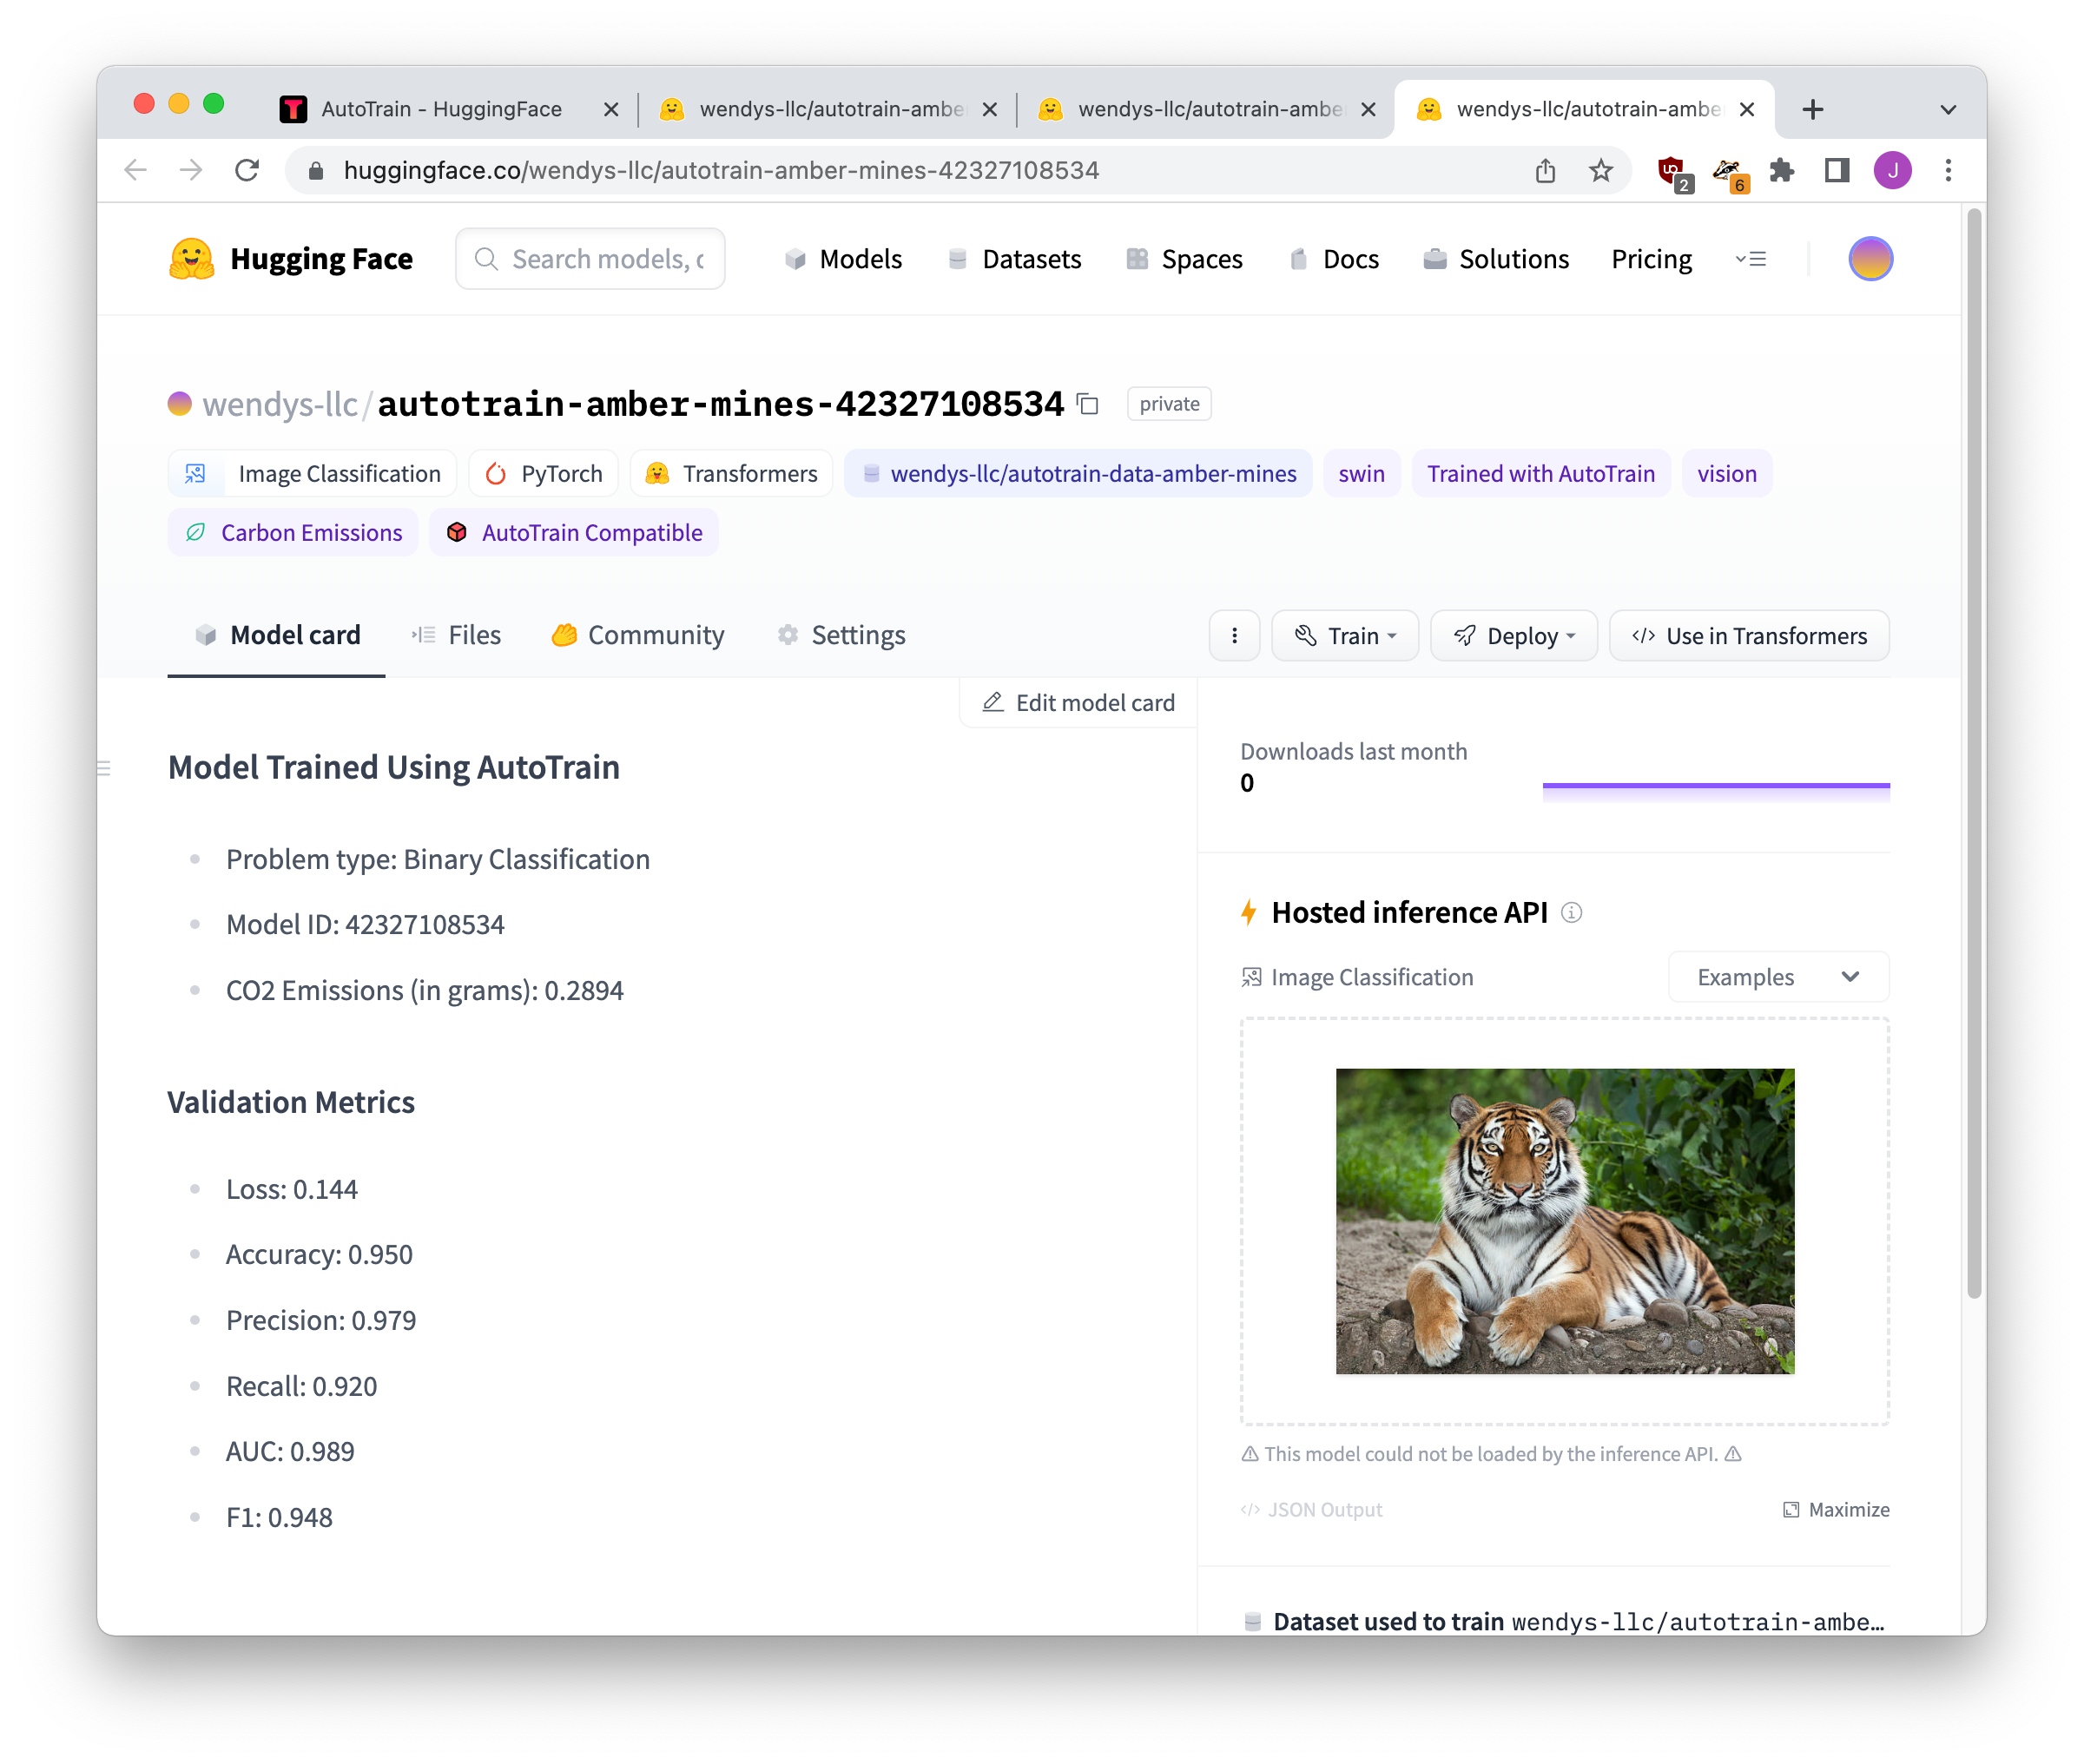 AutoTrain - HuggingFace
wendys-llc/autotrain-ambe
wendys-llc/autotrain-ambe
wendys-llc/autotrain-ambe
huggingface.co/wendys-llc/autotrain-amber-mines-42327108534
2
6
J
Hugging Face
Search models, c
Models
Datasets
Spaces
Docs
Solutions
Pricing
wendys-llc/autotrain-amber-mines-42327108534
private
Image Classification
PyTorch
Transformers
wendys-llc/autotrain-data-amber-mines
swin
Trained with AutoTrain
vision
Carbon Emissions
AutoTrain Compatible
Model card
Files
Community
Settings
Train
Deploy
</> Use in Transformers
Edit model card
Model Trained Using AutoTrain
Problem type: Binary Classification
Model ID: 42327108534
CO2 Emissions (in grams): 0.2894
Validation Metrics
Loss: 0.144
Accuracy: 0.950
Precision: 0.979
Recall: 0.920
AUC: 0.989
F1: 0.948
Downloads last month
0
Hosted inference API
Image Classification
Examples
⚠ This model could not be loaded by the inference API. ⚠
</> JSON Output
Maximize
Dataset used to train wendys-llc/autotrain-ambe…